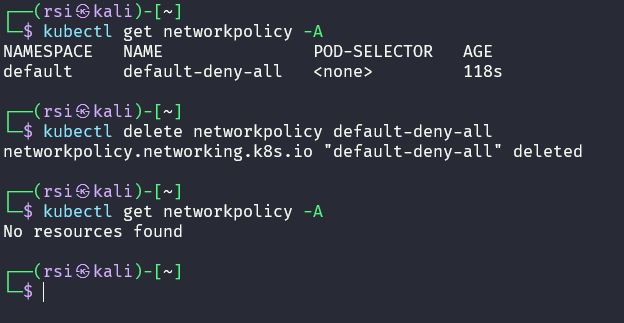 ┌──(rsi㉿kali)-[~]
└─$ kubectl get networkpolicy -A
NAMESPACE   NAME               POD-SELECTOR   AGE
default     default-deny-all   <none>         118s
┌──(rsi㉿kali)-[~]
└─$ kubectl delete networkpolicy default-deny-all
networkpolicy.networking.k8s.io "default-deny-all" deleted
┌──(rsi㉿kali)-[~]
└─$ kubectl get networkpolicy -A
No resources found
┌──(rsi㉿kali)-[~]
└─$